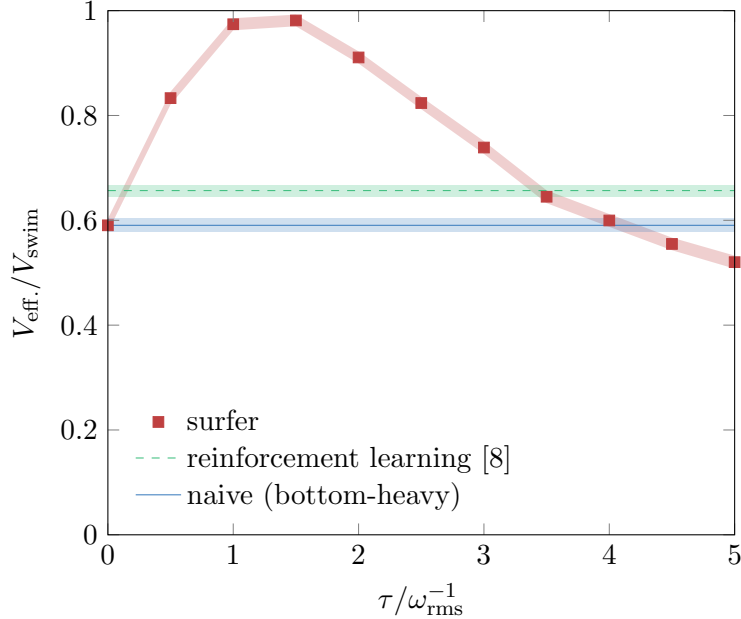 1
0.8
0.6
0.4
0.2
0
V_eff./V_swim
surfer
reinforcement learning [8]
naive (bottom-heavy)
0 1 2 3 4 5
τ/ω_rms^−1